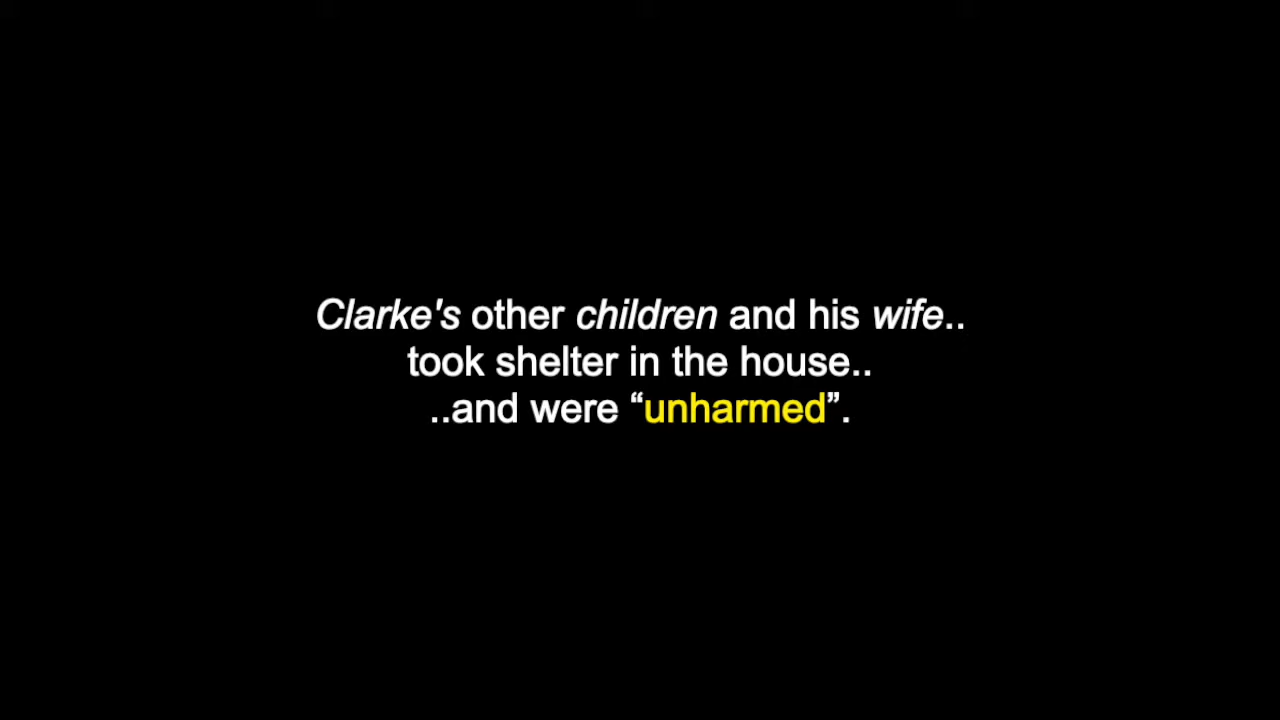 Clarke's other children and his wife..
took shelter in the house..
..and were “unharmed”.